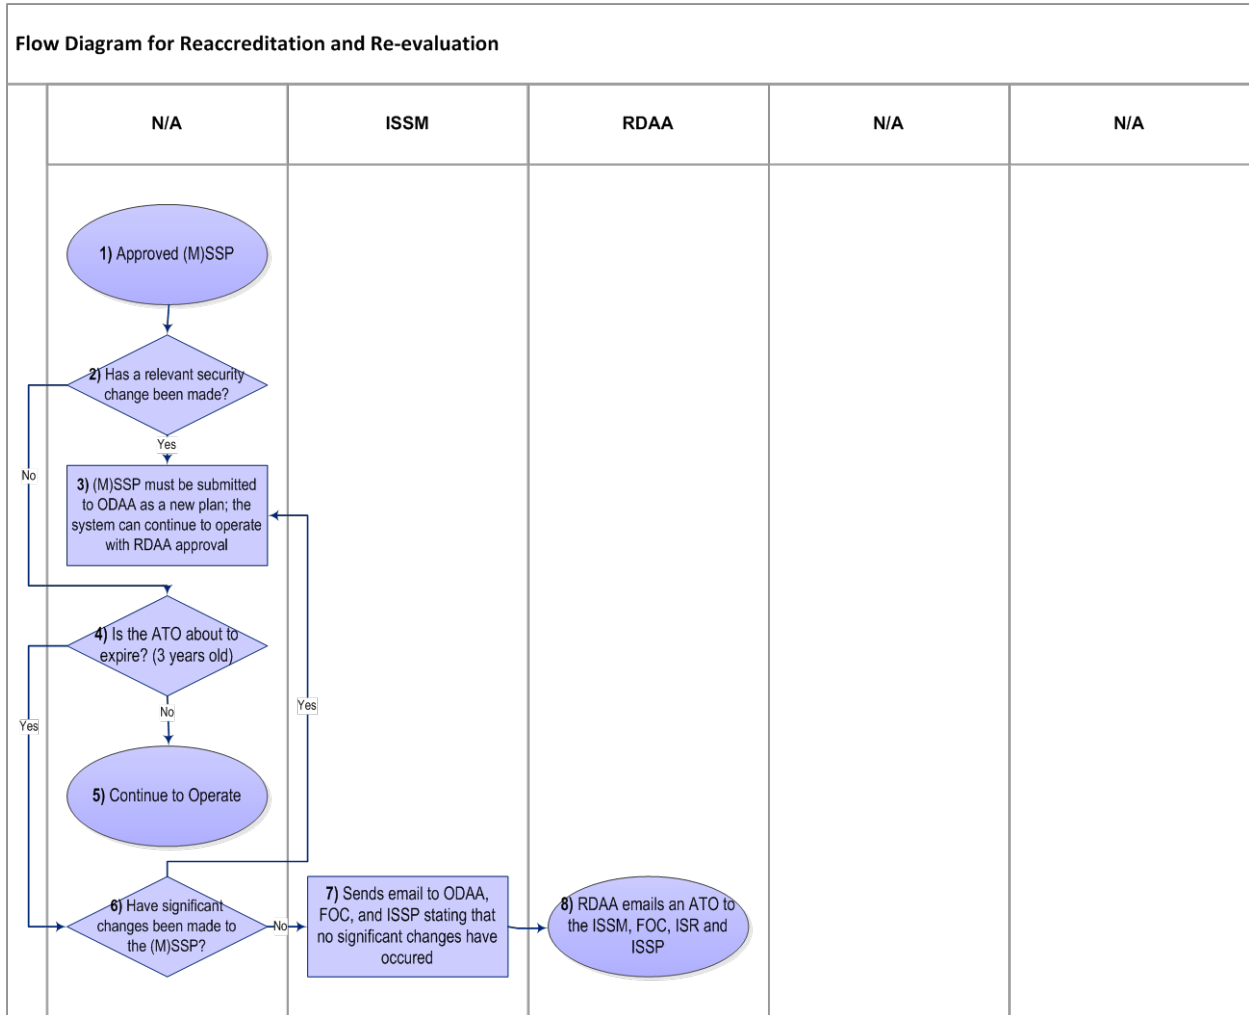 Flow Diagram for Reaccreditation and Re-evaluation
N/A
ISSM
RDAA
N/A
N/A
1) Approved (M)SSP
2) Has a relevant security
change been made?
Yes
No
3) (M)SSP must be submitted
to ODAA as a new plan; the
system can continue to operate
with RDAA approval
4) Is the ATO about to
expire? (3 years old)
No
Yes
Yes
5) Continue to Operate
6) Have significant
changes been made to
the (M)SSP?
No
7) Sends email to ODAA,
FOC, and ISSP stating that
no significant changes have
occured
8) RDAA emails an ATO to
the ISSM, FOC, ISR and
ISSP